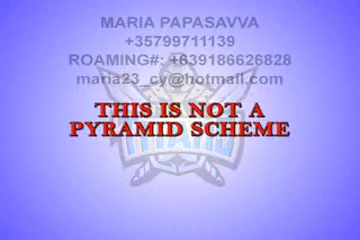 MARIA PAPASAVVA
+35799711139
ROAMING#: +639186626828
maria23_cy@hotmail.com
THIS IS NOT A
PYRAMID SCHEME